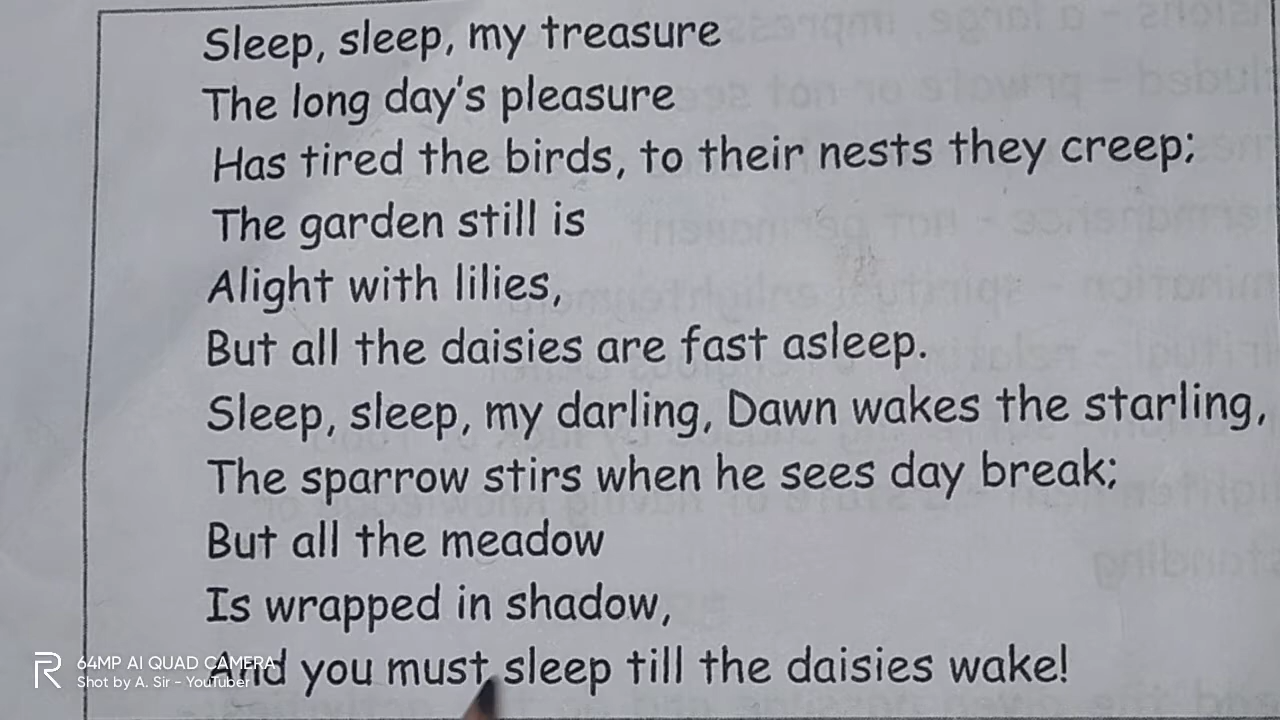 Sleep, sleep, my treasure
The long day's pleasure
Has tired the birds, to their nests they creep;
The garden still is
Alight with lilies,
But all the daisies are fast asleep.
Sleep, sleep, my darling, Dawn wakes the starling,
The sparrow stirs when he sees day break;
But all the meadow
Is wrapped in shadow,
And you must sleep till the daisies wake!
64MP AI QUAD CAMERA
Shot by A. Sir - YouTuber